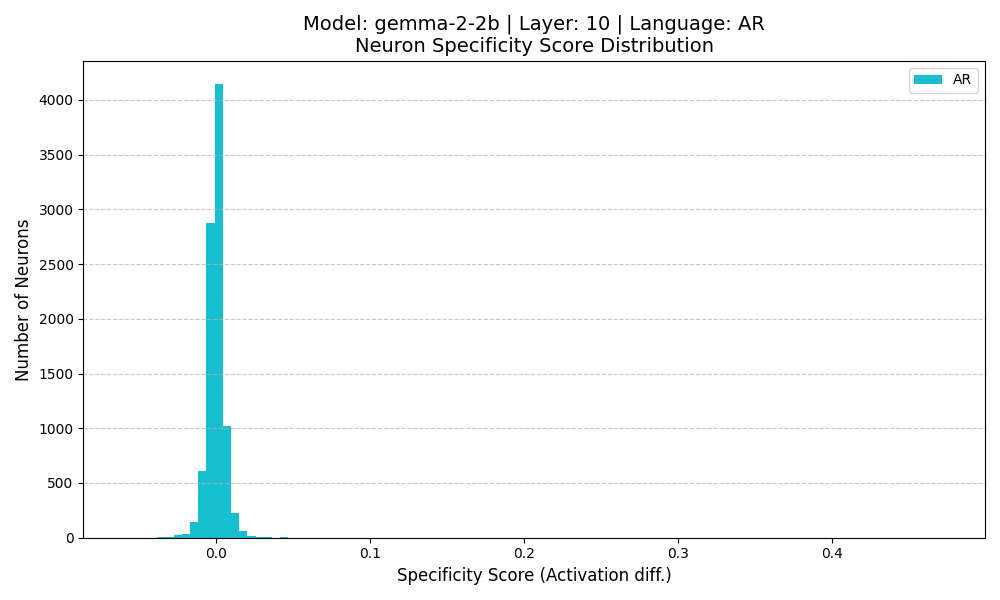 Model: gemma-2-2b | Layer: 10 | Language: AR
Neuron Specificity Score Distribution
AR
Number of Neurons
4000
3500
3000
2500
2000
1500
1000
500
0
0.0 0.1 0.2 0.3 0.4
Specificity Score (Activation diff.)